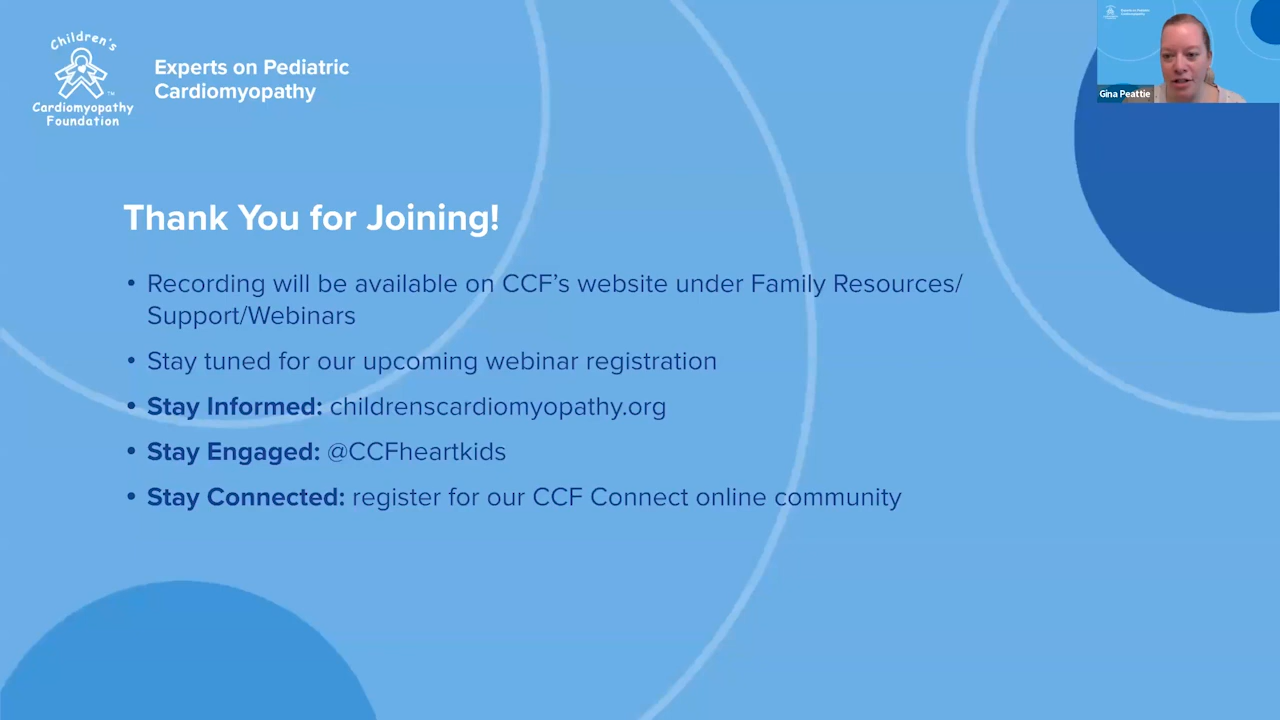 Children's
Cardiomyopathy
Foundation
™
Experts on Pediatric
Cardiomyopathy
Gina Peattie
Thank You for Joining!
• Recording will be available on CCF’s website under Family Resources/
Support/Webinars
• Stay tuned for our upcoming webinar registration
• Stay Informed: childrenscardiomyopathy.org
• Stay Engaged: @CCFheartkids
• Stay Connected: register for our CCF Connect online community